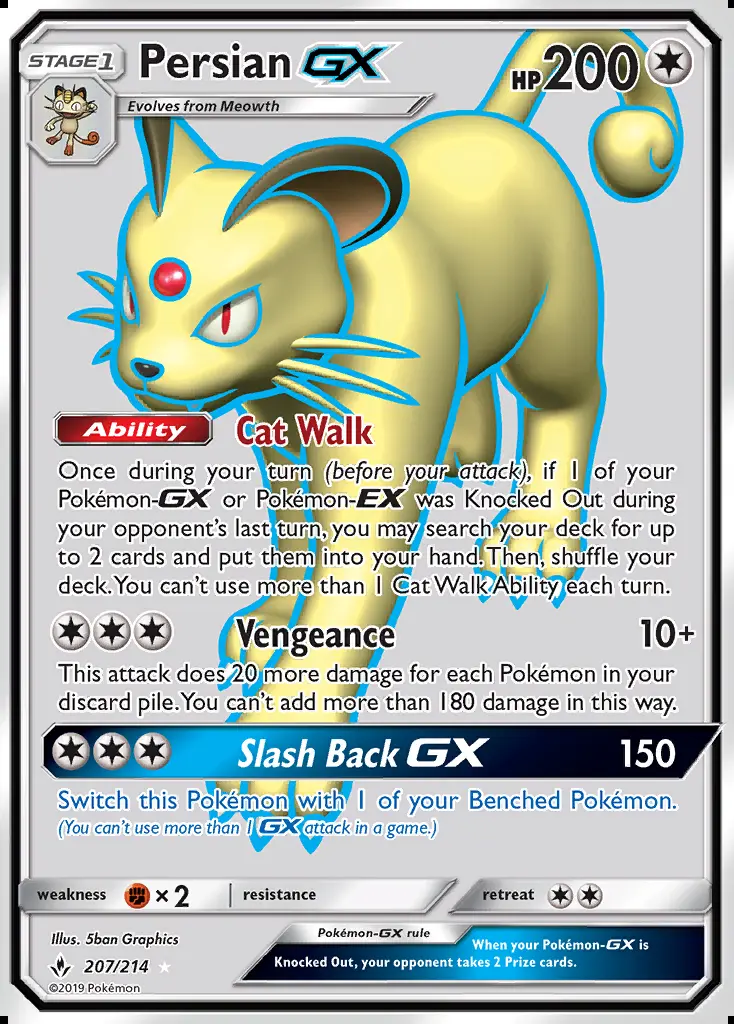 STAGE1
Persian GX
HP200
Evolves from Meowth
Ability Cat Walk
Once during your turn (before your attack), if 1 of your
Pokémon-GX or Pokémon-EX was Knocked Out during
your opponent's last turn, you may search your deck for up
to 2 cards and put them into your hand. Then, shuffle your
deck. You can't use more than 1 Cat Walk Ability each turn.
Vengeance 10+
This attack does 20 more damage for each Pokémon in your
discard pile. You can't add more than 180 damage in this way.
Slash Back GX 150
Switch this Pokémon with 1 of your Benched Pokémon.
(You can't use more than 1 GX attack in a game.)
weakness ×2 resistance retreat
Illus. 5ban Graphics
207/214
©2019 Pokémon
Pokémon-GX rule
When your Pokémon-GX is
Knocked Out, your opponent takes 2 Prize cards.